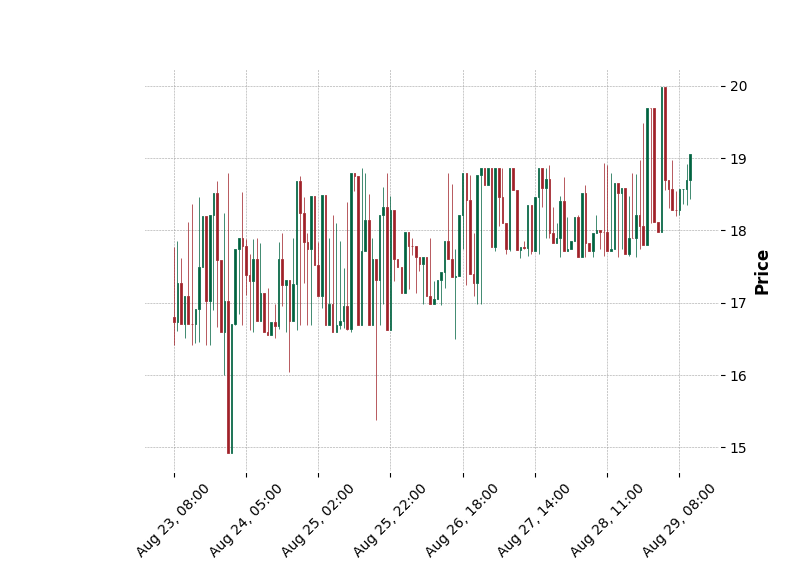 20
19
18
17
16
15
Price
Aug 23, 08:00
Aug 24, 05:00
Aug 25, 02:00
Aug 25, 22:00
Aug 26, 18:00
Aug 27, 14:00
Aug 28, 11:00
Aug 29, 08:00